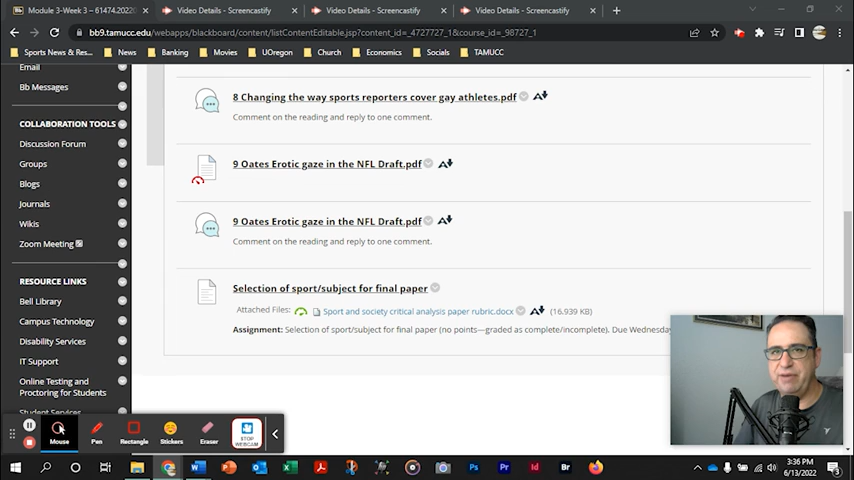 Module 3-Week 3 – 61474.2022
Video Details - Screencastify
Video Details - Screencastify
Video Details - Screencastify
bb9.tamucc.edu/webapps/blackboard/content/listContentEditable.jsp?content_id=_4727727_1&course_id=_98727_1
Sports News & Res...
News
Banking
Movies
UOregon
Church
Economics
Socials
TAMUCC
Email
Bb Messages
COLLABORATION TOOLS
Discussion Forum
Groups
Blogs
Journals
Wikis
Zoom Meeting
RESOURCE LINKS
Bell Library
Campus Technology
Disability Services
IT Support
Online Testing and
Proctoring for Students
Student Services
8 Changing the way sports reporters cover gay athletes.pdf
Comment on the reading and reply to one comment.
9 Oates Erotic gaze in the NFL Draft.pdf
9 Oates Erotic gaze in the NFL Draft.pdf
Comment on the reading and reply to one comment.
Selection of sport/subject for final paper
Attached Files: Sport and society critical analysis paper rubric.docx (16.939 KB)
Assignment: Selection of sport/subject for final paper (no points—graded as complete/incomplete). Due Wednesda
Mouse
Pen
Rectangle
Stickers
Eraser
STOP
WEBCAM
3:36 PM
6/13/2022